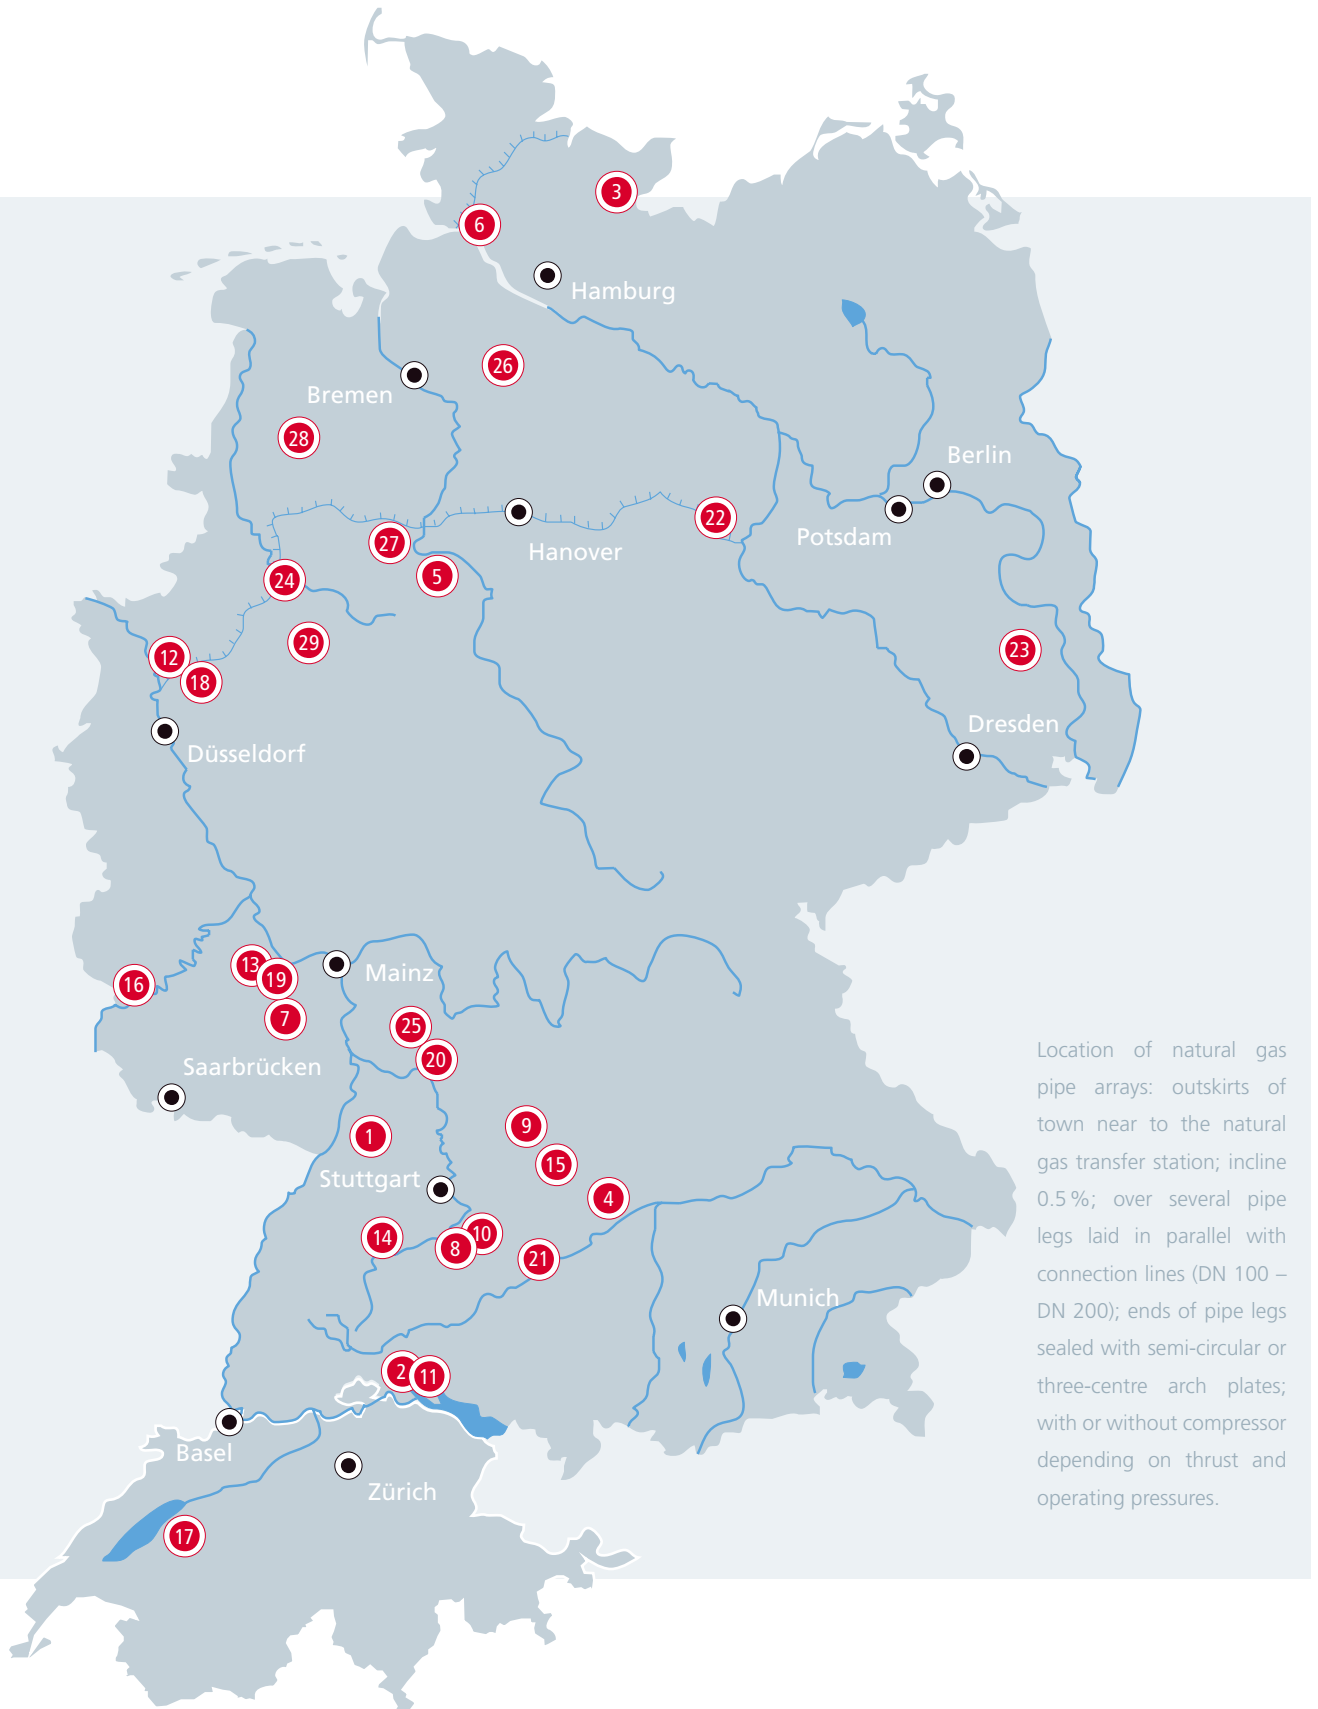 3
6
Hamburg
26
Bremen
28
Berlin
22
Potsdam
27
Hanover
5
24
29
23
12
18
Dresden
Düsseldorf
13
Mainz
19
16
7
25
20
Saarbrücken
9
1
15
Stuttgart
4
10
14
8
21
Munich
2
11
Basel
Zürich
17
Location of natural gas
pipe arrays: outskirts of
town near to the natural
gas transfer station; incline
0.5 %; over several pipe
legs laid in parallel with
connection lines (DN 100 –
DN 200); ends of pipe legs
sealed with semi-circular or
three-centre arch plates;
with or without compressor
depending on thrust and
operating pressures.